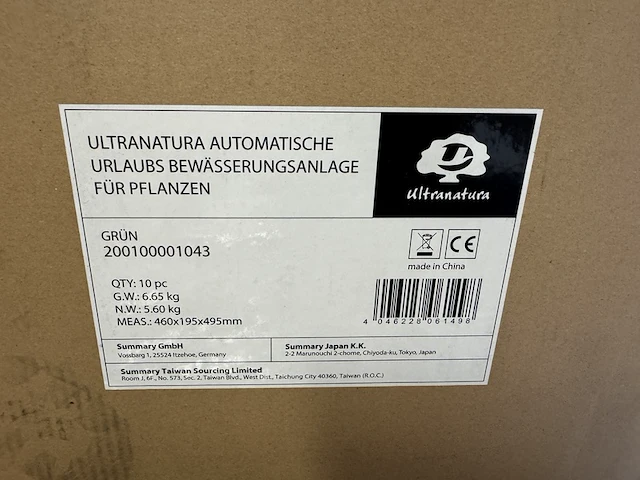 ULTRANATURA AUTOMATISCHE
URLAUBS BEWÄSSERUNGSANLAGE
FÜR PFLANZEN
ultranatura
GRÜN
200100001043
CE
made in China
QTY: 10 pc
G.W.: 6.65 kg
N.W.: 5.60 kg
MEAS.: 460x195x495mm
4 046228 061498
Summary GmbH
Vossbarg 1, 25524 Itzehoe, Germany
Summary Japan K.K.
2-2 Marunouchi 2-chome, Chiyoda-ku, Tokyo, Japan
Summary Taiwan Sourcing Limited
Room J, 6F., No. 573, Sec. 2, Taiwan Blvd., West Dist., Taichung City 40360, Taiwan (R.O.C.)